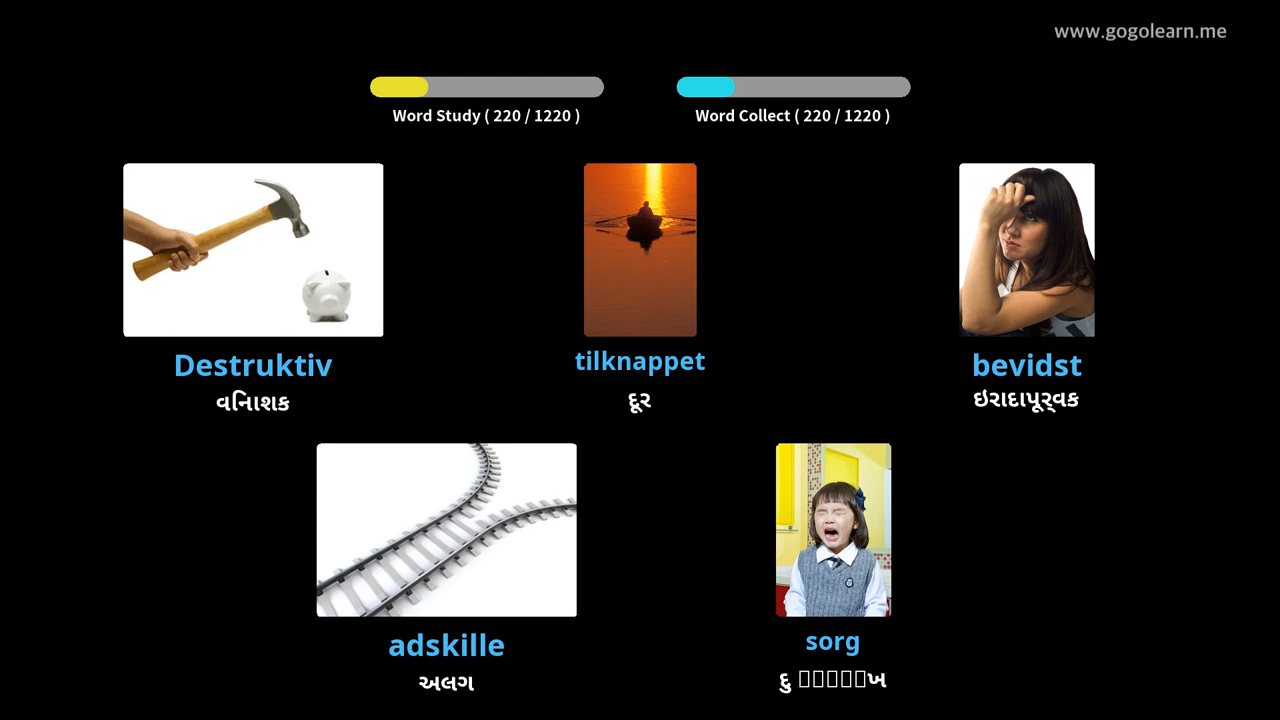 www.gogolearn.me
Word Study ( 220 / 1220 )
Word Collect ( 220 / 1220 )
Destruktiv
વિનાશક
tilknappet
દૂર
bevidst
ઇરાદાપૂર્વક
adskille
અલગ
sorg